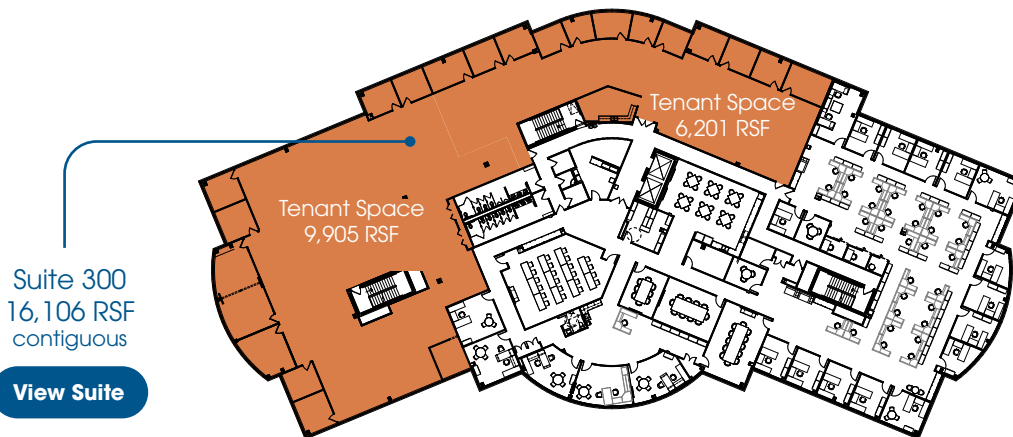 Tenant Space
6,201 RSF
Tenant Space
9,905 RSF
Suite 300
16,106 RSF
contiguous
View Suite